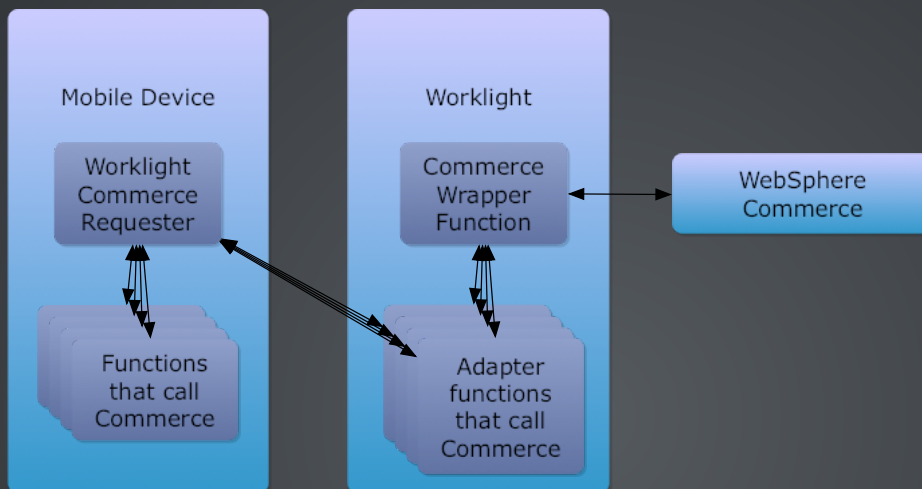 Mobile Device
Worklight
Commerce
Requester
Functions
that call
Commerce
Worklight
Commerce
Wrapper
Function
Adapter
functions
that call
Commerce
WebSphere
Commerce